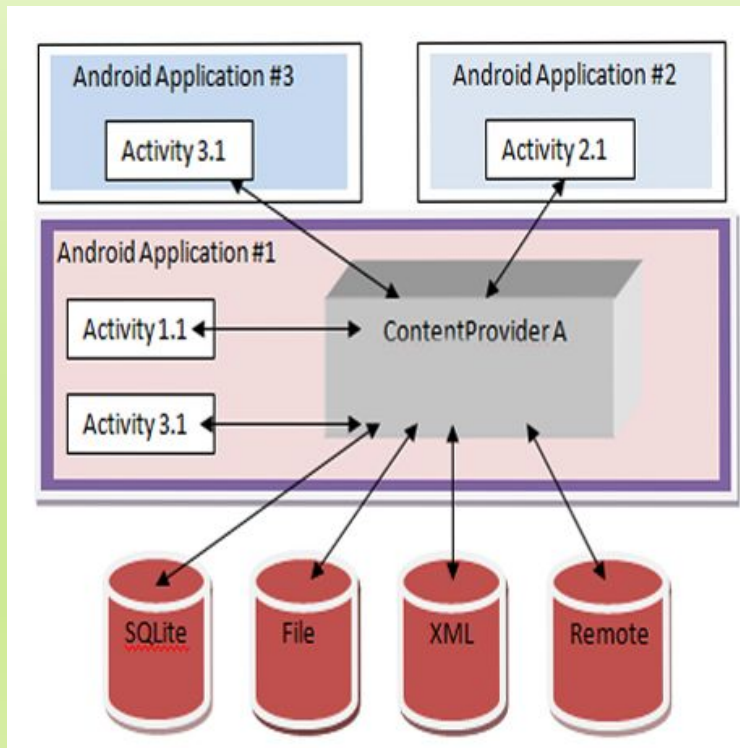 Android Application #3
Activity 3.1
Android Application #2
Activity 2.1
Android Application #1
Activity 1.1
ContentProvider A
Activity 3.1
SQLite
File
XML
Remote